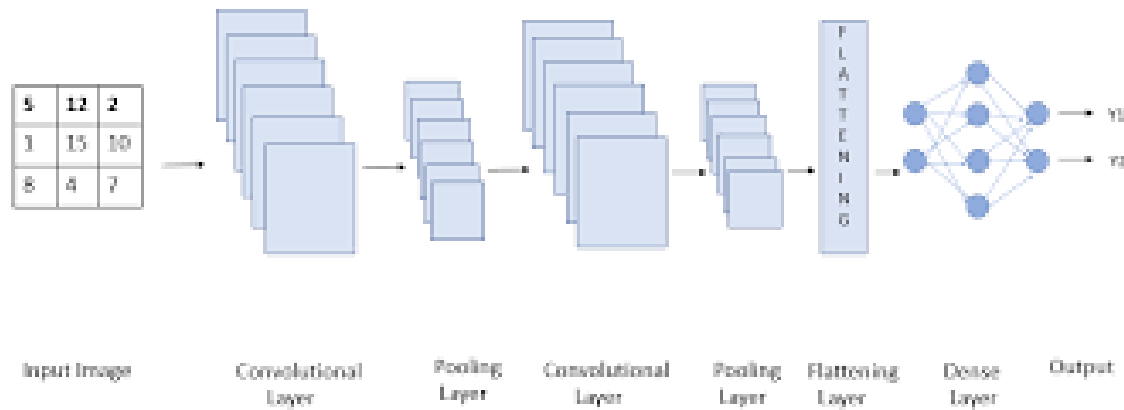 5 12 2
1 15 10
8 4 7
FLATTENING
Y1
Y2
Input Image
Convolutional
Layer
Pooling
Layer
Convolutional
Layer
Pooling
Layer
Flattening
Layer
Dense
Layer
Output